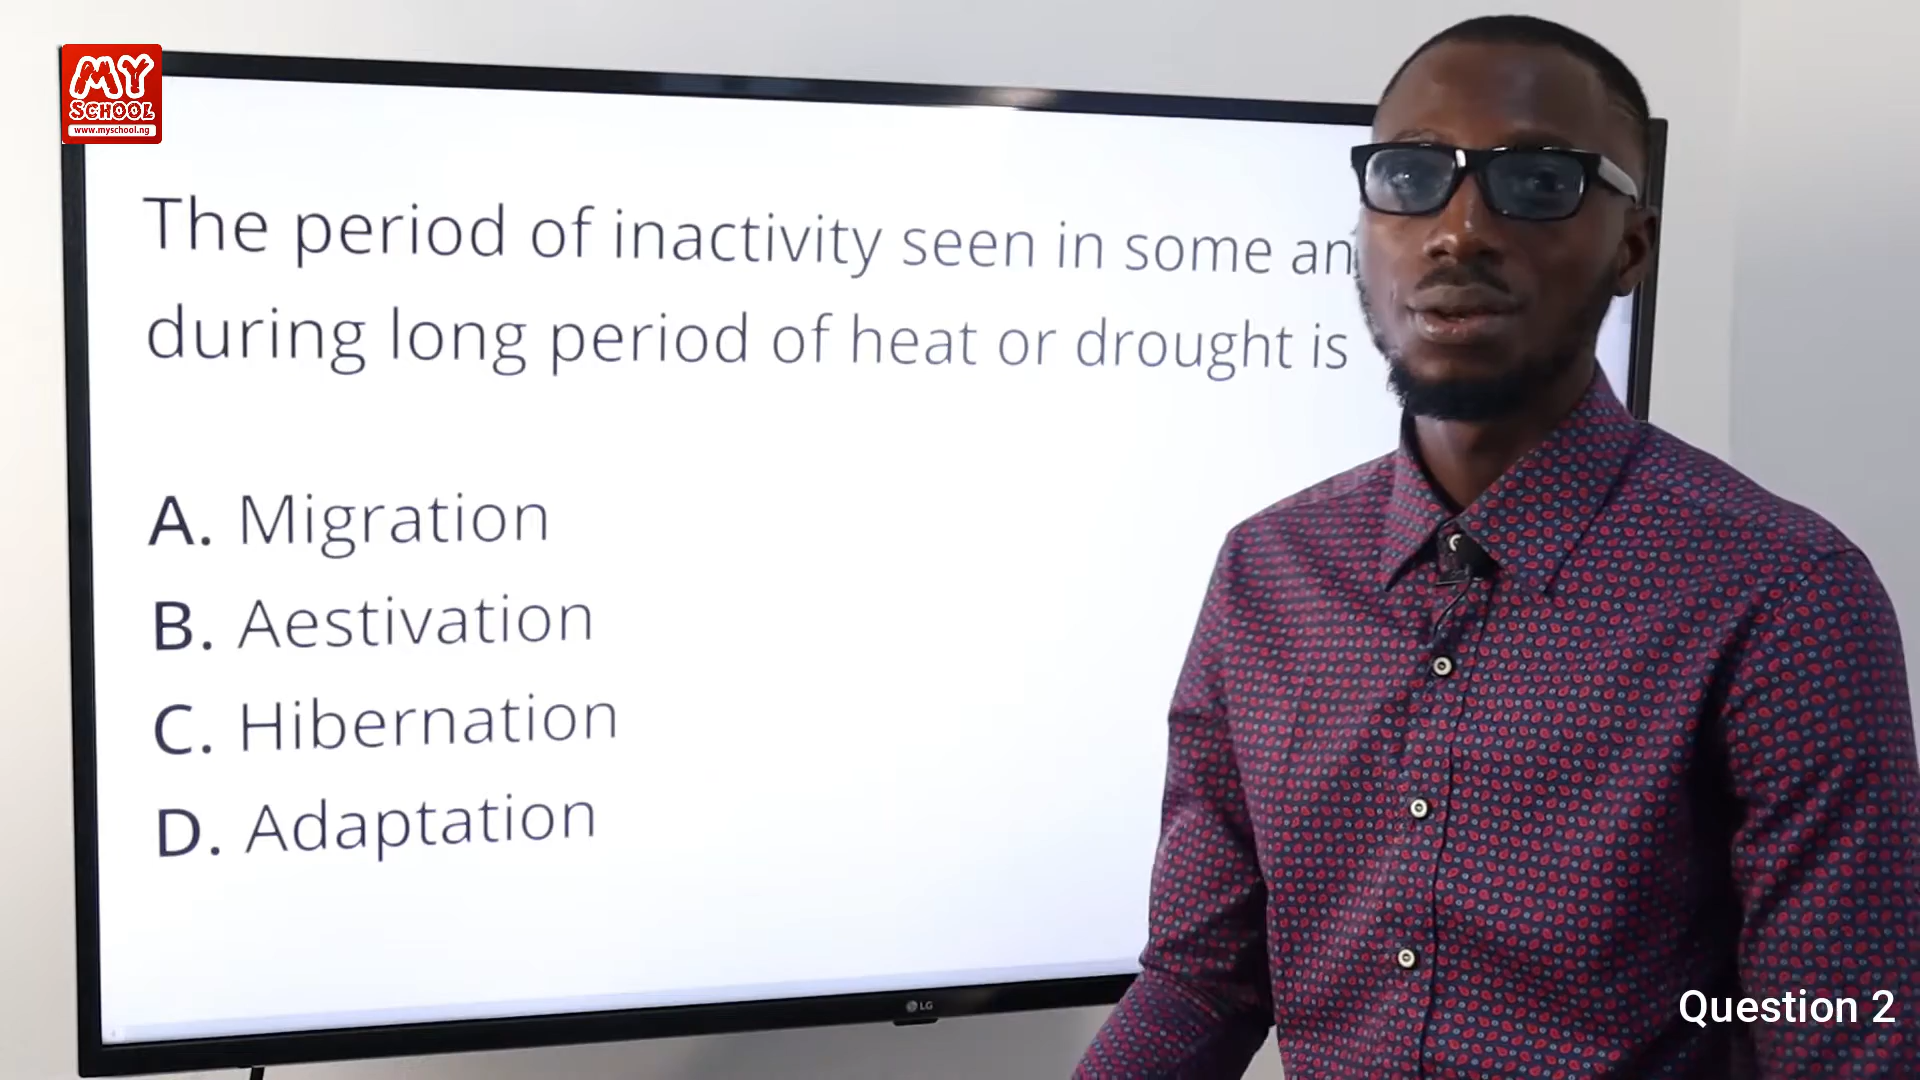 MY
SCHOOL
www.myschool.ng
The period of inactivity seen in some
during long period of heat or drought is
A. Migration
B. Aestivation
C. Hibernation
D. Adaptation
LG
Question 2